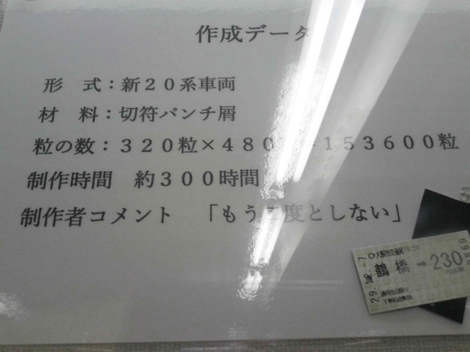 作成データ
形　式：新２０系車両
材　料：切符パンチ屑
粒の数：３２０粒×４８０ １５３６００粒
制作時間　約３００時間
制作者コメント　「もう 度としない」
鶴橋
230